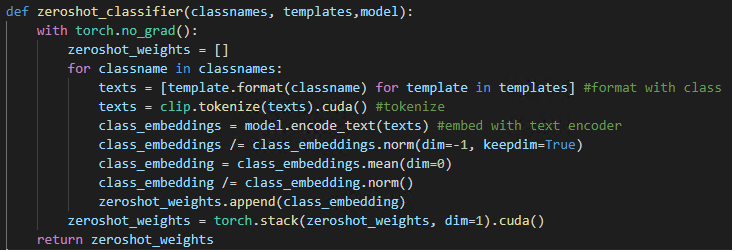 def zeroshot_classifier(classnames, templates,model):
    with torch.no_grad():
        zeroshot_weights = []
        for classname in classnames:
            texts = [template.format(classname) for template in templates] #format with class
            texts = clip.tokenize(texts).cuda() #tokenize
            class_embeddings = model.encode_text(texts) #embed with text encoder
            class_embeddings /= class_embeddings.norm(dim=-1, keepdim=True)
            class_embedding = class_embeddings.mean(dim=0)
            class_embedding /= class_embedding.norm()
            zeroshot_weights.append(class_embedding)
        zeroshot_weights = torch.stack(zeroshot_weights, dim=1).cuda()
    return zeroshot_weights